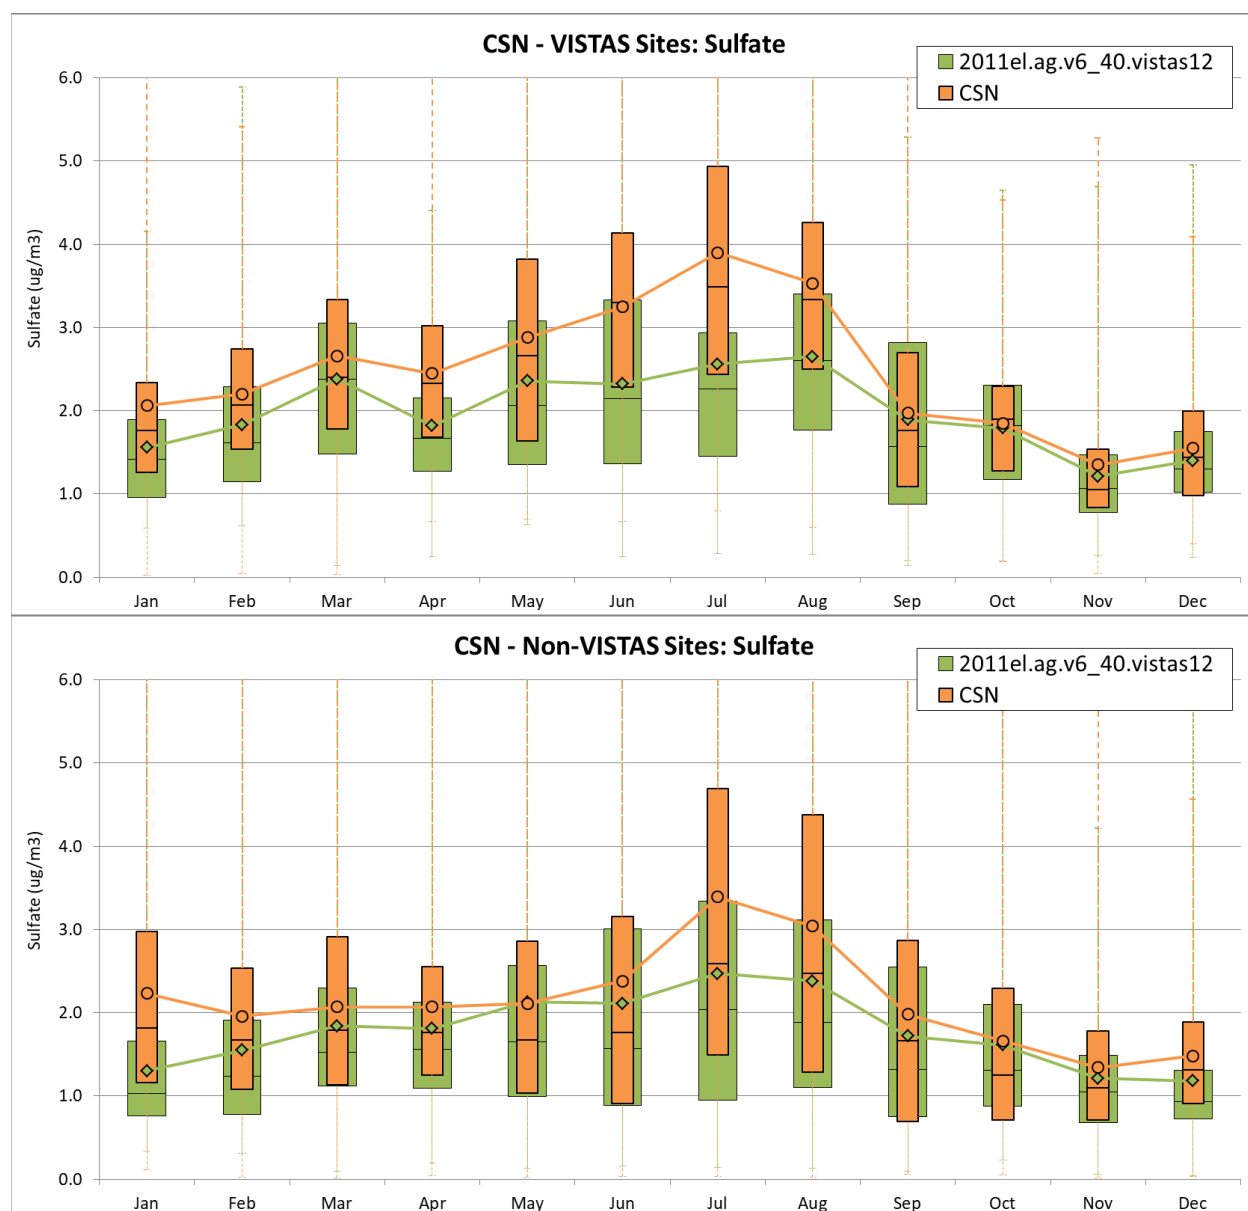 CSN - VISTAS Sites: Sulfate
2011el.ag.v6_40.vistas12
CSN
6.0
5.0
4.0
3.0
2.0
1.0
0.0
Sulfate (ug/m3)
Jan Feb Mar Apr May Jun Jul Aug Sep Oct Nov Dec
CSN - Non-VISTAS Sites: Sulfate
2011el.ag.v6_40.vistas12
CSN
6.0
5.0
4.0
3.0
2.0
1.0
0.0
Sulfate (ug/m3)
Jan Feb Mar Apr May Jun Jul Aug Sep Oct Nov Dec